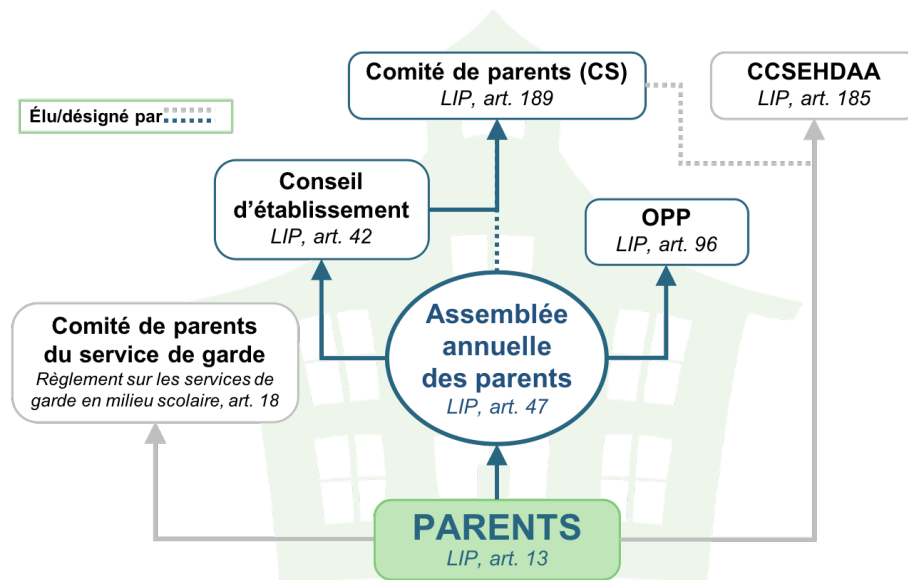 Comité de parents (CS)
LIP, art. 189
CCSEHDAA
LIP, art. 185
Élu/désigné par
Conseil
d’établissement
LIP, art. 42
OPP
LIP, art. 96
Comité de parents
du service de garde
Règlement sur les services de
garde en milieu scolaire, art. 18
Assemblée
annuelle
des parents
LIP, art. 47
PARENTS
LIP, art. 13